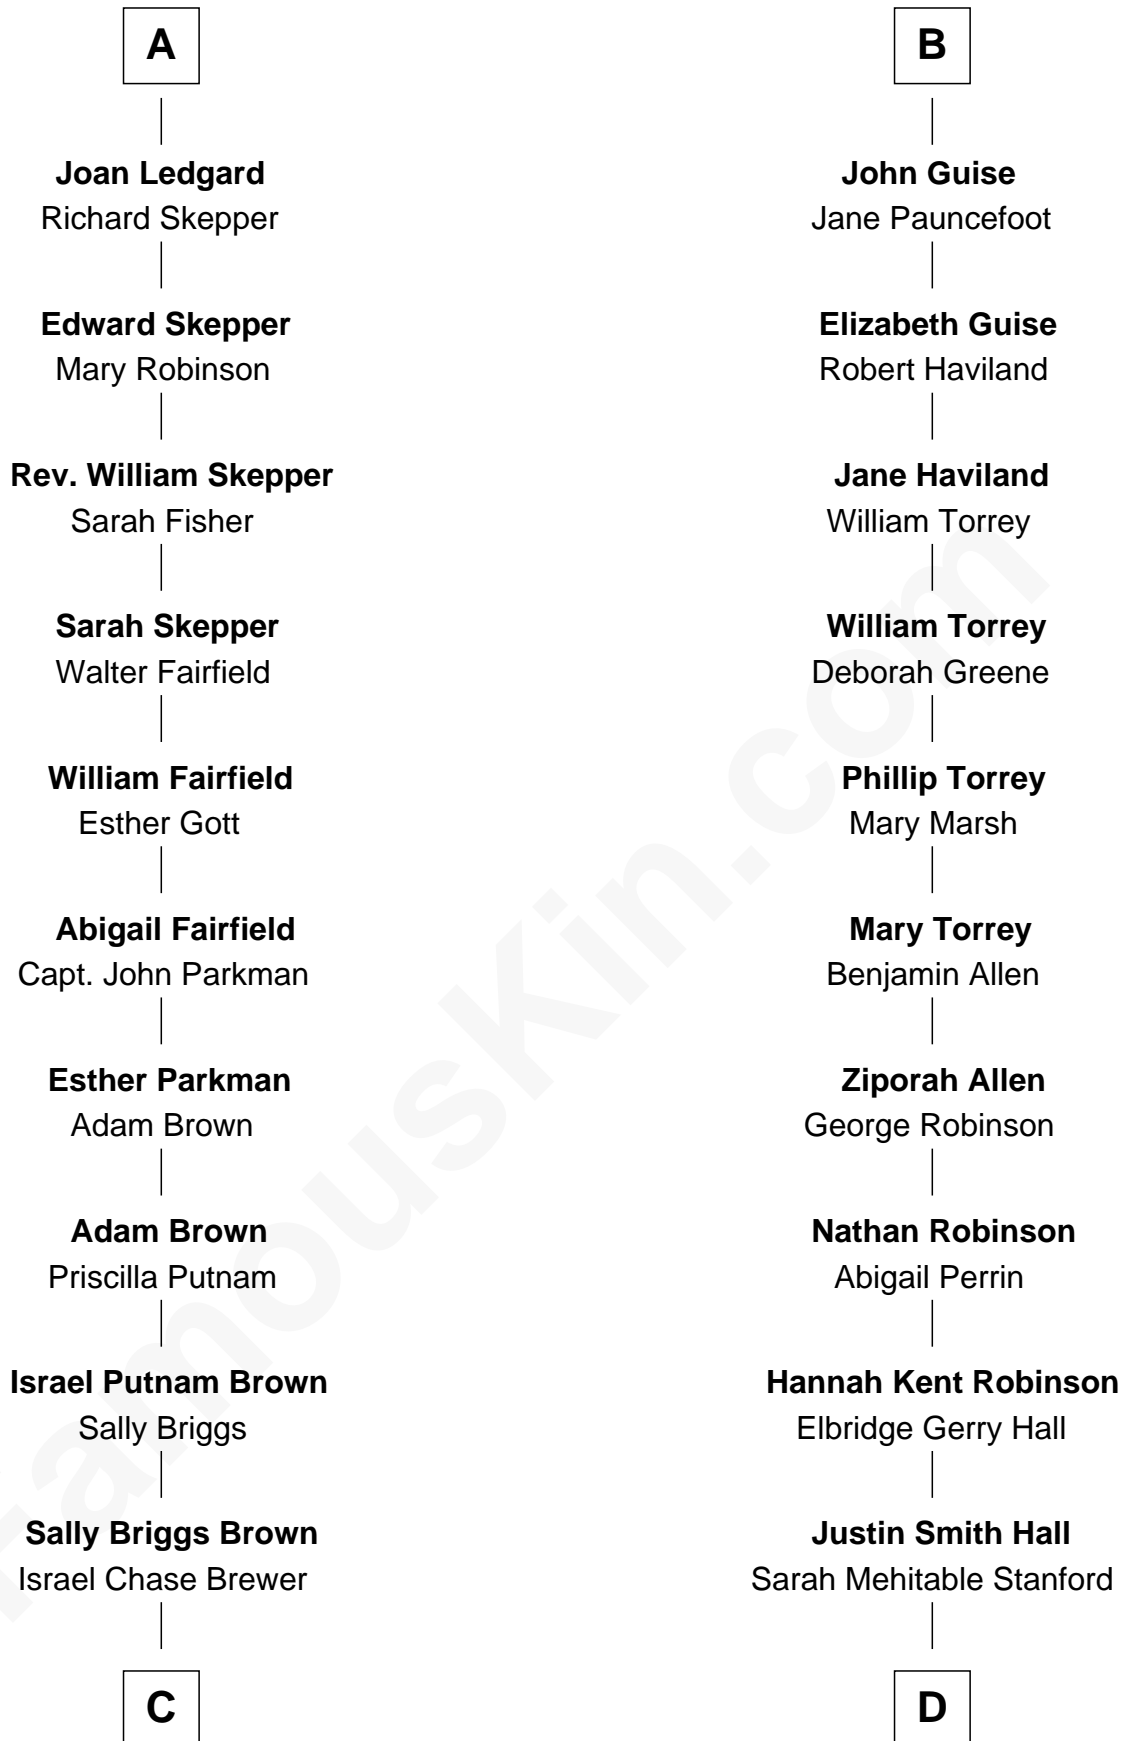 A
Joan Ledgard
Richard Skepper
Edward Skepper
Mary Robinson
Rev. William Skepper
Sarah Fisher
Sarah Skepper
Walter Fairfield
William Fairfield
Esther Gott
Abigail Fairfield
Capt. John Parkman
Esther Parkman
Adam Brown
Adam Brown
Priscilla Putnam
Israel Putnam Brown
Sally Briggs
Sally Briggs Brown
Israel Chase Brewer
C
B
John Guise
Jane Pauncefoot
Elizabeth Guise
Robert Haviland
Jane Haviland
William Torrey
William Torrey
Deborah Greene
Phillip Torrey
Mary Marsh
Mary Torrey
Benjamin Allen
Ziporah Allen
George Robinson
Nathan Robinson
Abigail Perrin
Hannah Kent Robinson
Elbridge Gerry Hall
Justin Smith Hall
Sarah Mehitable Stanford
D
FamousKin.com